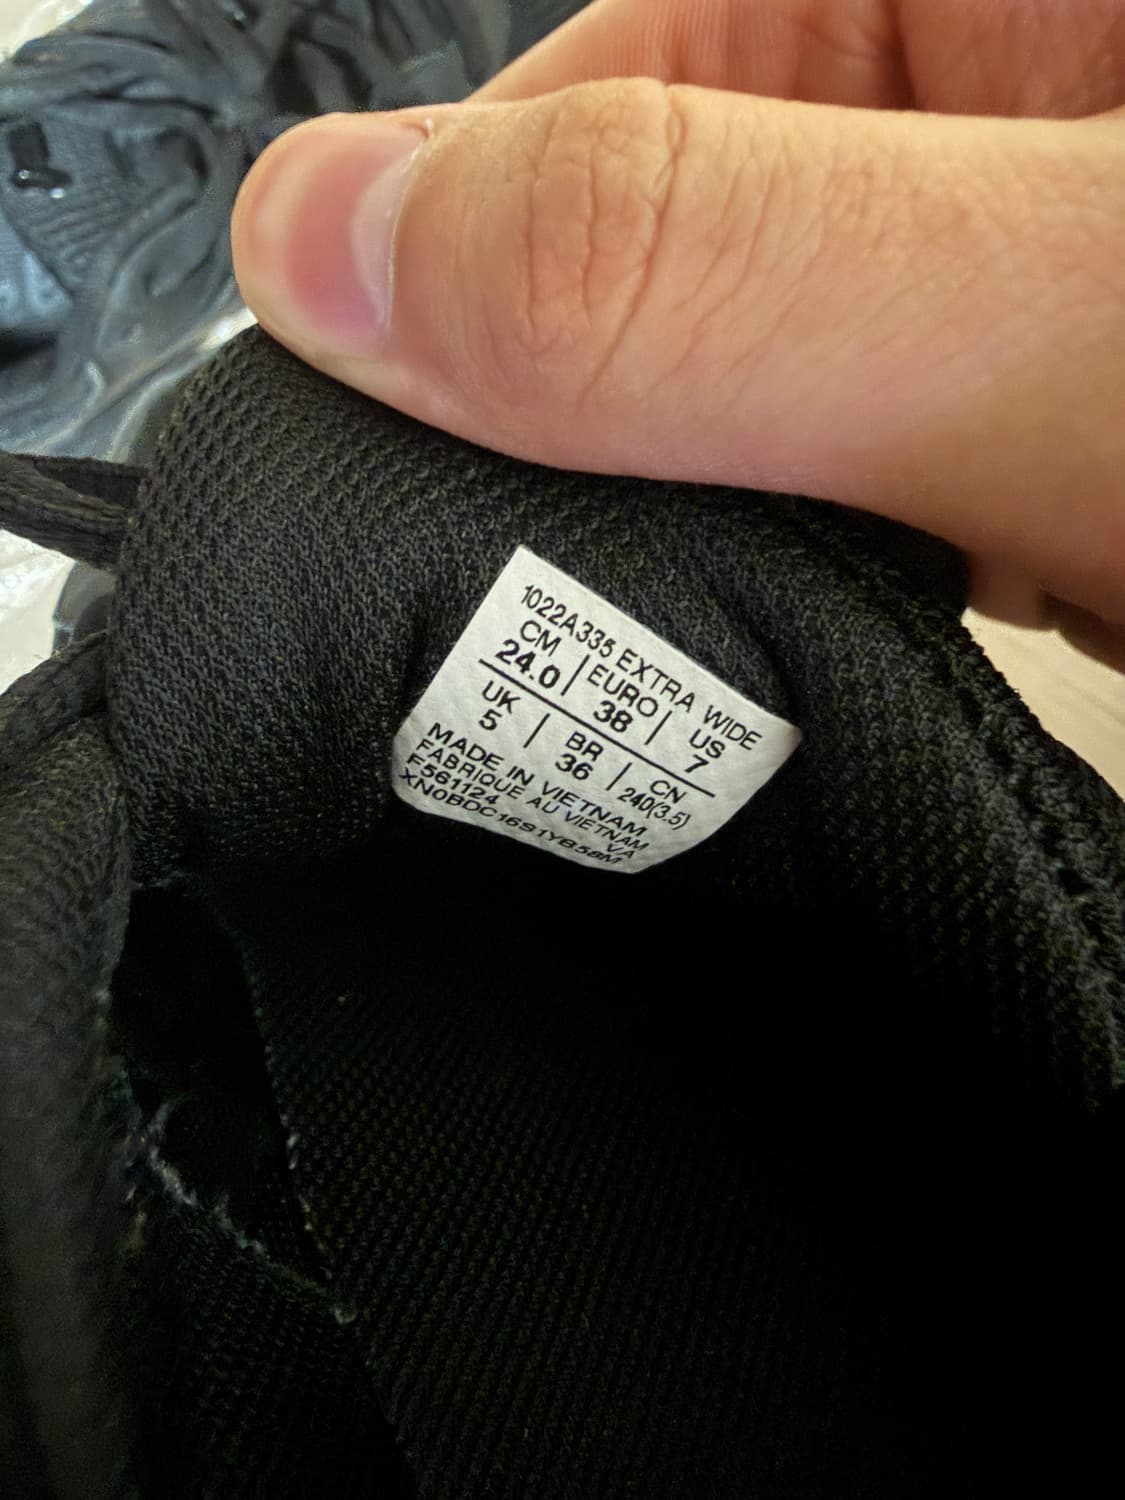 1022A335 EXTRA WIDE
CM | EURO | US
24.0 | 38 | 7
UK | BR | CN
5 | 36 | 240(3.5)
MADE IN VIETNAM
FABRIQUE AU VIETNAM
F561124 VA
XN0BDC16S1YB58M